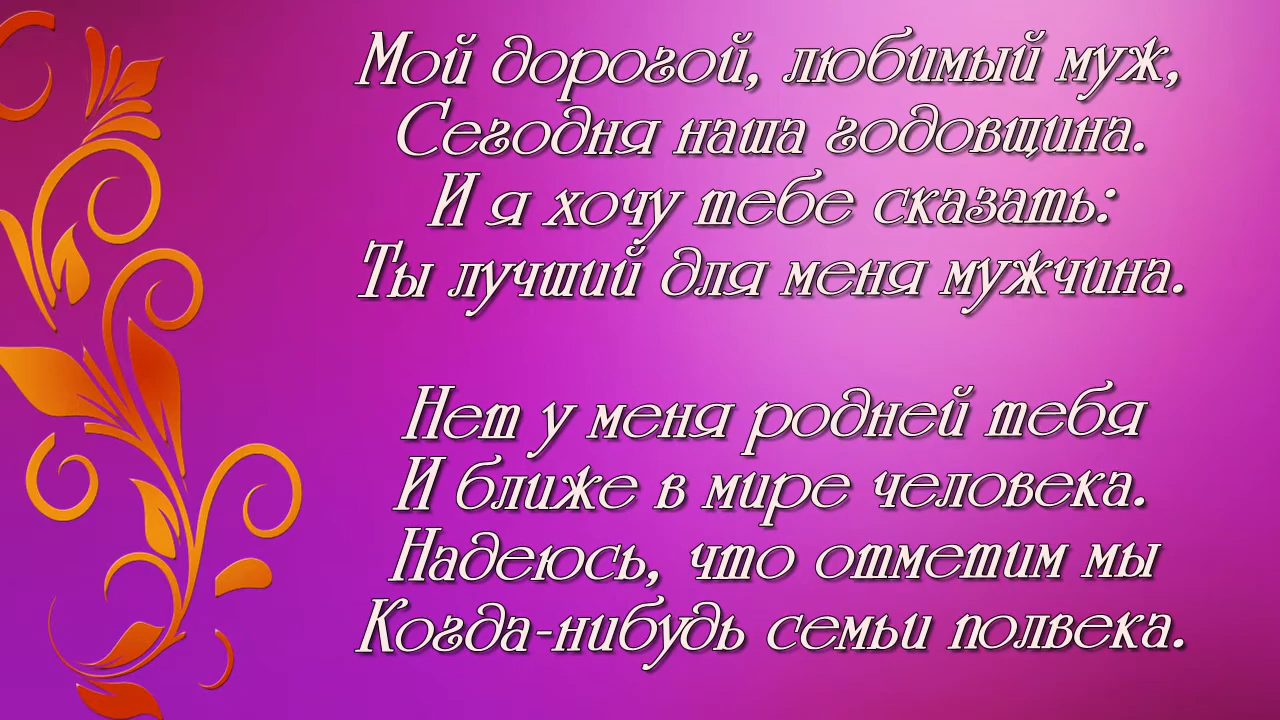 Мой дорогой, любимый муж,
Сегодня наша годовщина.
И я хочу тебе сказать:
Ты лучший для меня мужчина.
Нет у меня родней тебя
И ближе в мире человека.
Надеюсь, что отметим мы
Когда-нибудь семьи полвека.